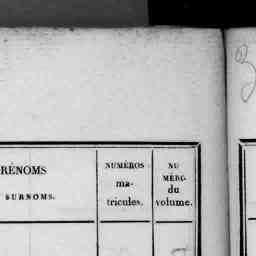 RÉNOMS
SURNOMS.
NUMÉROS
ma-
tricules.
NU
MÉRO.
du
volume.